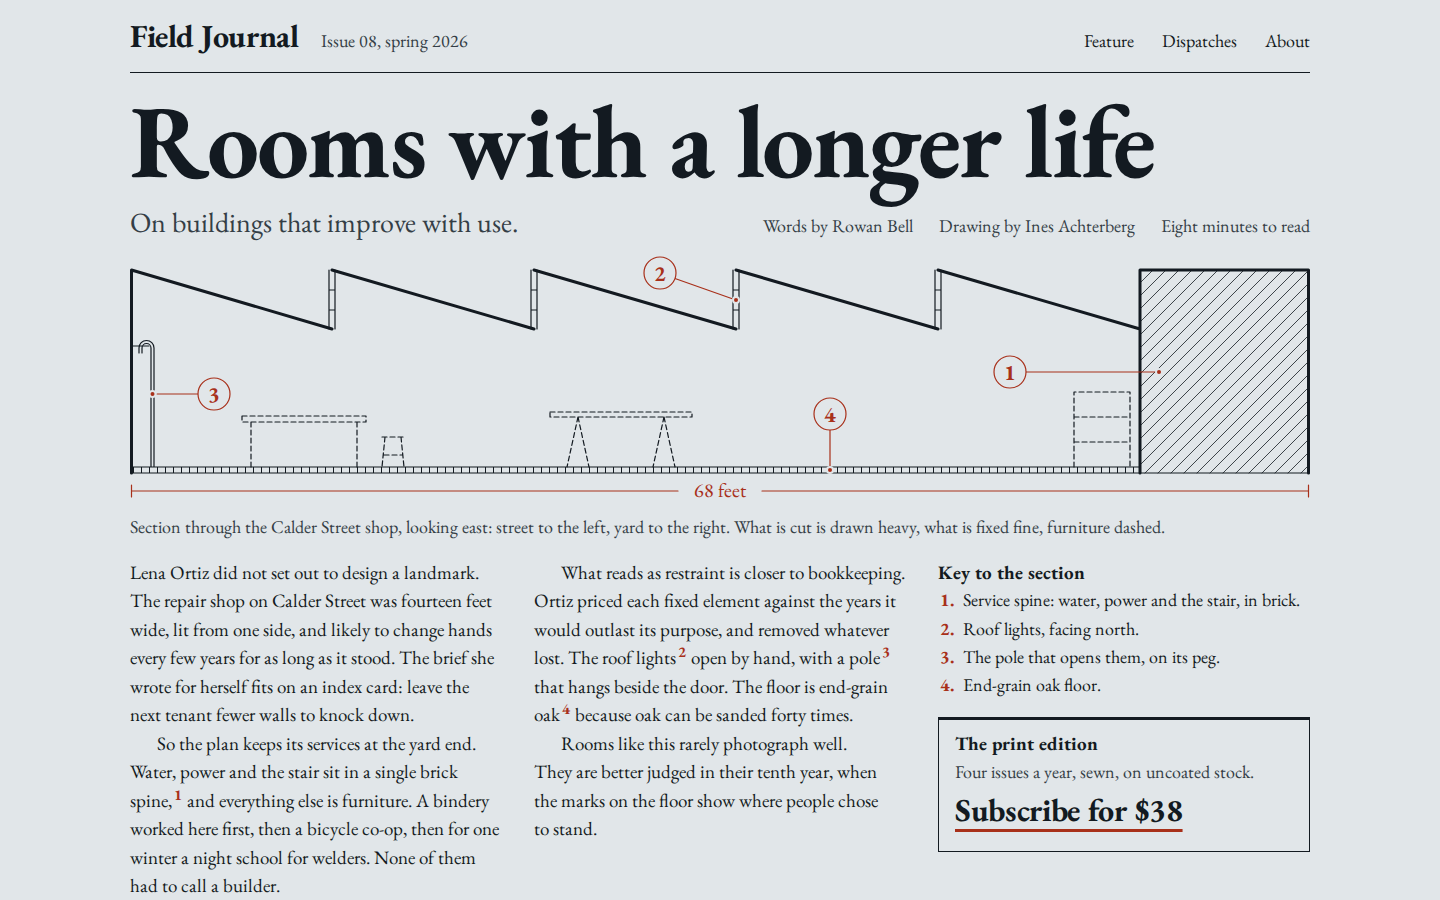 Field Journal
Issue 08, spring 2026
Feature
Dispatches
About
Rooms with a longer life
On buildings that improve with use.
Words by Rowan Bell
Drawing by Ines Achterberg
Eight minutes to read
2
1
3
4
68 feet
Section through the Calder Street shop, looking east: street to the left, yard to the right. What is cut is drawn heavy, what is fixed fine, furniture dashed.
Lena Ortiz did not set out to design a landmark.
The repair shop on Calder Street was fourteen feet
wide, lit from one side, and likely to change hands
every few years for as long as it stood. The brief she
wrote for herself fits on an index card: leave the
next tenant fewer walls to knock down.
So the plan keeps its services at the yard end.
Water, power and the stair sit in a single brick
spine,1 and everything else is furniture. A bindery
worked here first, then a bicycle co-op, then for one
winter a night school for welders. None of them
had to call a builder.
What reads as restraint is closer to bookkeeping.
Ortiz priced each fixed element against the years it
would outlast its purpose, and removed whatever
lost. The roof lights2 open by hand, with a pole3
that hangs beside the door. The floor is end-grain
oak4 because oak can be sanded forty times.
Rooms like this rarely photograph well.
They are better judged in their tenth year, when
the marks on the floor show where people chose
to stand.
Key to the section
1. Service spine: water, power and the stair, in brick.
2. Roof lights, facing north.
3. The pole that opens them, on its peg.
4. End-grain oak floor.
The print edition
Four issues a year, sewn, on uncoated stock.
Subscribe for $38